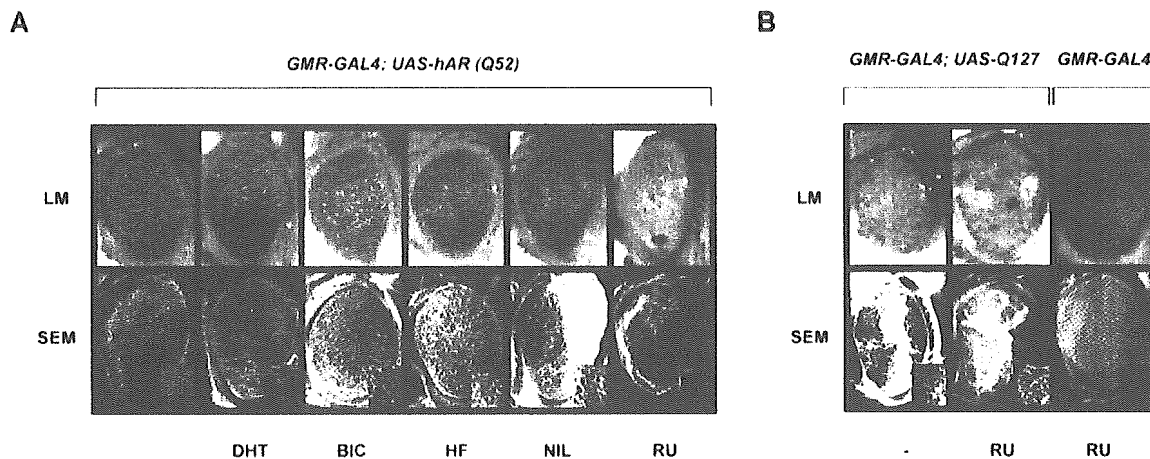 A
B
GMR-GAL4; UAS-hAR (Q52)
GMR-GAL4; UAS-Q127
GMR-GAL4
LM
LM
SEM
SEM
DHT
BIC
HF
NIL
RU
-
RU
RU